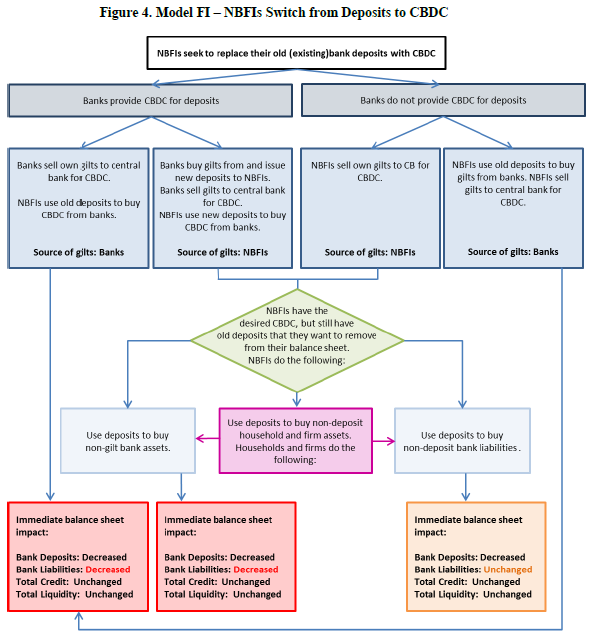 Figure 4. Model FI – NBFIs Switch from Deposits to CBDC
NBFIs seek to replace their old (existing)bank deposits with CBDC
Banks provide CBDC for deposits
Banks do not provide CBDC for deposits
Banks sell own gilts to central
bank for CBDC.
NBFIs use old deposits to buy
CBDC from banks.
Source of gilts: Banks
Banks buy gilts from and issue
new deposits to NBFIs.
Banks sell gilts to central bank
for CBDC.
NBFIs use new deposits to buy
CBDC from banks.
Source of gilts: NBFIs
NBFIs sell own gilts to CB for
CBDC.
Source of gilts: NBFIs
NBFIs use old deposits to buy
gilts from banks. NBFIs sell
gilts to central bank for
CBDC.
Source of gilts: Banks
NBFIs have the
desired CBDC, but still have
old deposits that they want to remove
from their balance sheet.
NBFIs do the following:
Use deposits to buy
non-gilt bank assets.
Use deposits to buy non-deposit
household and firm assets.
Households and firms do the
following:
Use deposits to buy
non-deposit bank liabilities .
Immediate balance sheet
impact:
Bank Deposits: Decreased
Bank Liabilities: Decreased
Total Credit: Unchanged
Total Liquidity: Unchanged
Immediate balance sheet
impact:
Bank Deposits: Decreased
Bank Liabilities: Decreased
Total Credit: Unchanged
Total Liquidity: Unchanged
Immediate balance sheet
impact:
Bank Deposits: Decreased
Bank Liabilities: Unchanged
Total Credit: Unchanged
Total Liquidity: Unchanged